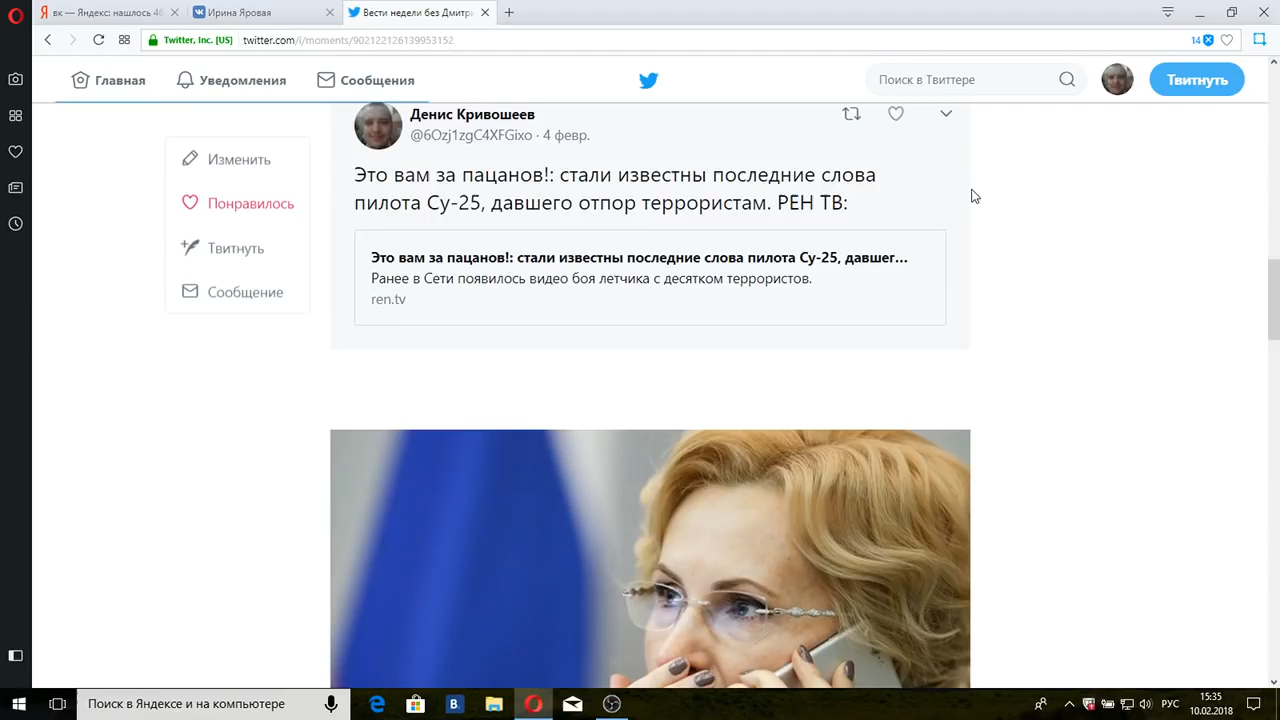 вк — Яндекс: нашлось 46
Ирина Яровая
Вести недели без Дмитри
Twitter, Inc. [US]
twitter.com/i/moments/902122126139953152
14
Главная
Уведомления
Сообщения
Поиск в Твиттере
Твитнуть
Изменить
Понравилось
Твитнуть
Сообщение
Денис Кривошеев
@6Ozj1zgC4XFGixo · 4 февр.
Это вам за пацанов!: стали известны последние слова
пилота Су-25, давшего отпор террористам. РЕН ТВ:
Это вам за пацанов!: стали известны последние слова пилота Су-25, давшег...
Ранее в Сети появилось видео боя летчика с десятком террористов.
ren.tv
Поиск в Яндексе и на компьютере
РУС
15:35
10.02.2018